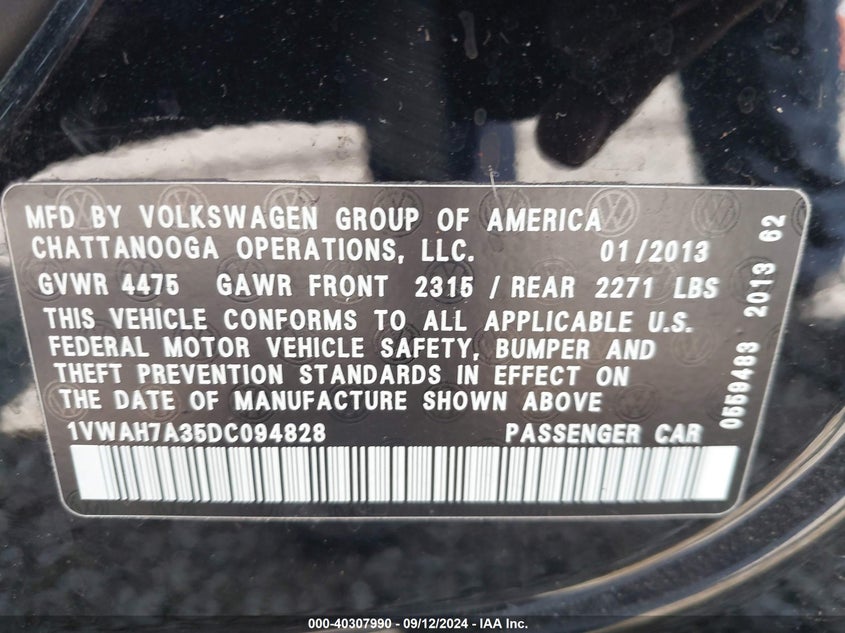 MFD BY VOLKSWAGEN GROUP OF AMERICA
CHATTANOOGA OPERATIONS, LLC. 01/2013
GVWR 4475 GAWR FRONT 2315 / REAR 2271 LBS
THIS VEHICLE CONFORMS TO ALL APPLICABLE U.S.
FEDERAL MOTOR VEHICLE SAFETY, BUMPER AND
THEFT PREVENTION STANDARDS IN EFFECT ON
THE DATE OF MANUFACTURE SHOWN ABOVE
1VWAH7A35DC094828 PASSENGER CAR
0559483 2013 62
000-40307990 - 09/12/2024 - IAA Inc.